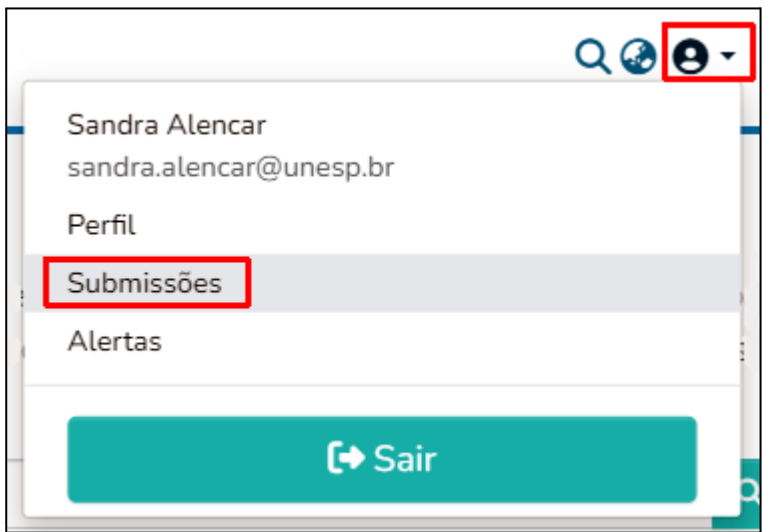 Sandra Alencar
sandra.alencar@unesp.br
Perfil
Submissões
Alertas
Sair